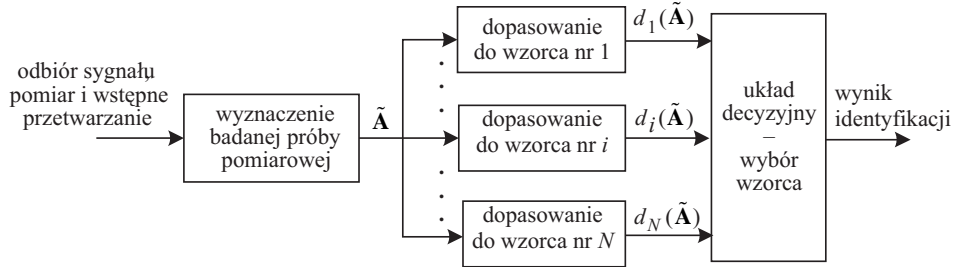 odbiór sygnału
pomiar i wstępne
przetwarzanie
wyznaczenie
badanej próby
pomiarowej
Ã
dopasowanie
do wzorca nr 1
d₁(Ã)
dopasowanie
do wzorca nr i
dᵢ(Ã)
dopasowanie
do wzorca nr N
d_N(Ã)
układ
decyzyjny
–
wybór
wzorca
wynik
identyfikacji